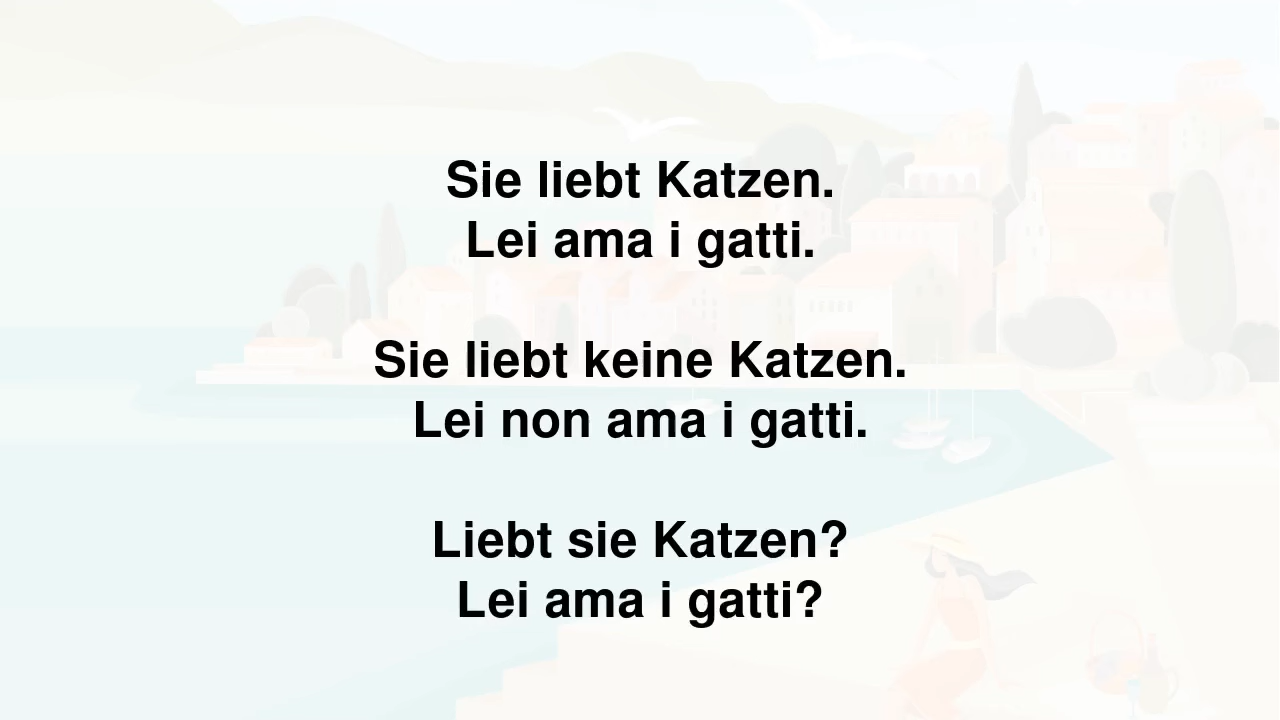 Sie liebt Katzen.
Lei ama i gatti.
Sie liebt keine Katzen.
Lei non ama i gatti.
Liebt sie Katzen?
Lei ama i gatti?